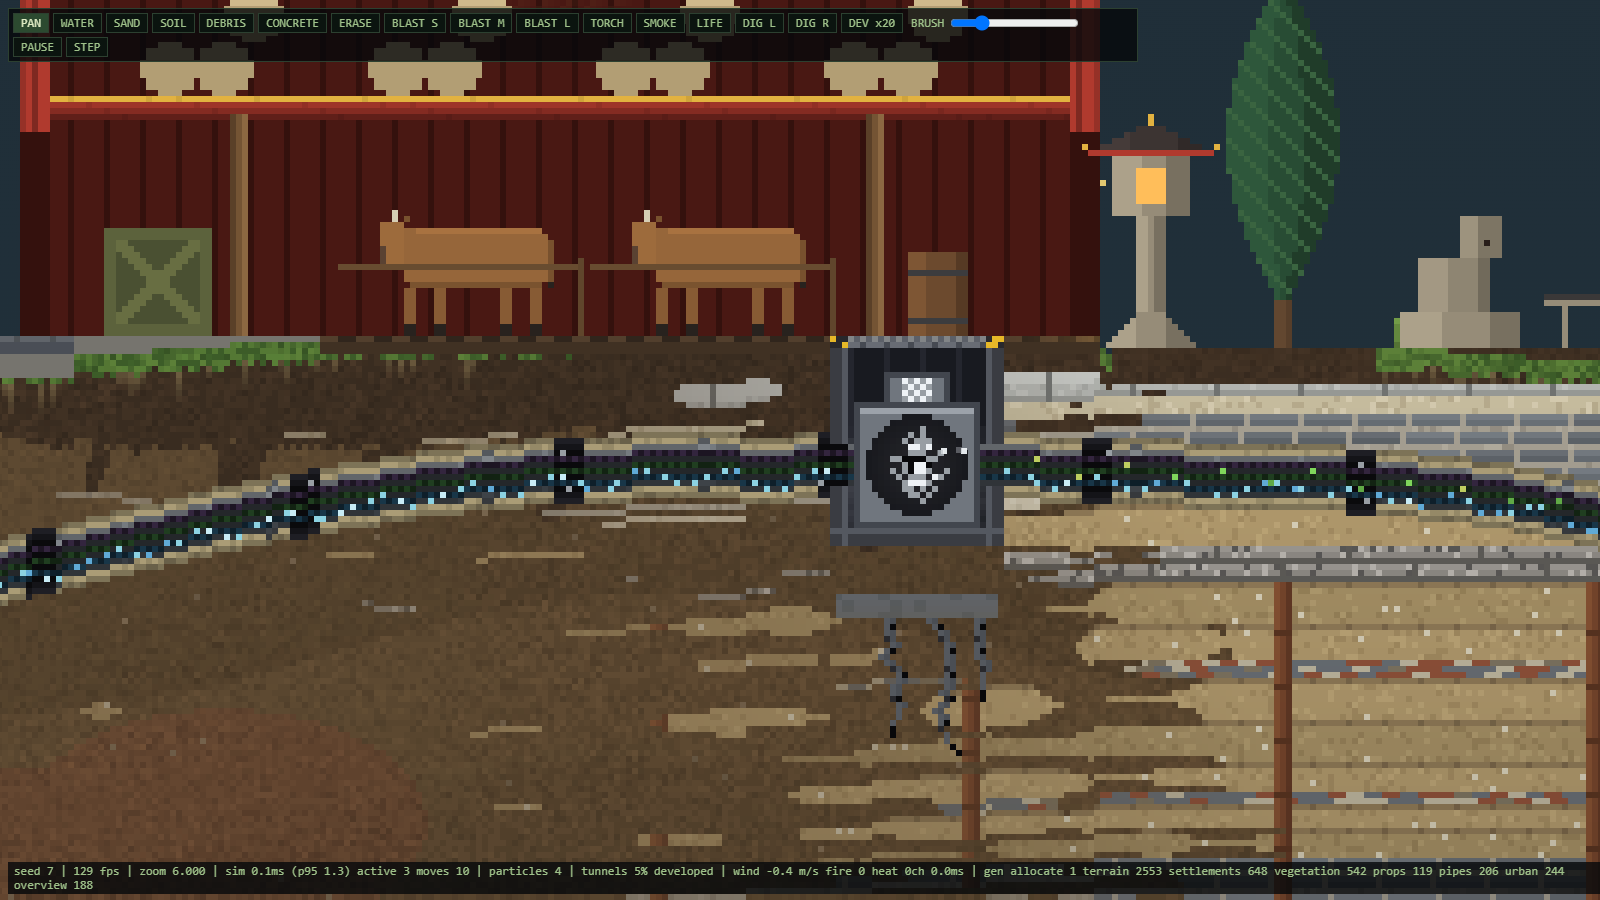 PAN WATER SAND SOIL DEBRIS CONCRETE ERASE BLAST S BLAST M BLAST L TORCH SMOKE LIFE DIG L DIG R DEV x20 BRUSH
PAUSE STEP
seed 7 | 129 fps | zoom 6.000 | sim 0.1ms (p95 1.3) active 3 moves 10 | particles 4 | tunnels 5% developed | wind -0.4 m/s fire 0 heat 0ch 0.0ms | gen allocate 1 terrain 2553 settlements 648 vegetation 542 props 119 pipes 206 urban 244
overview 188